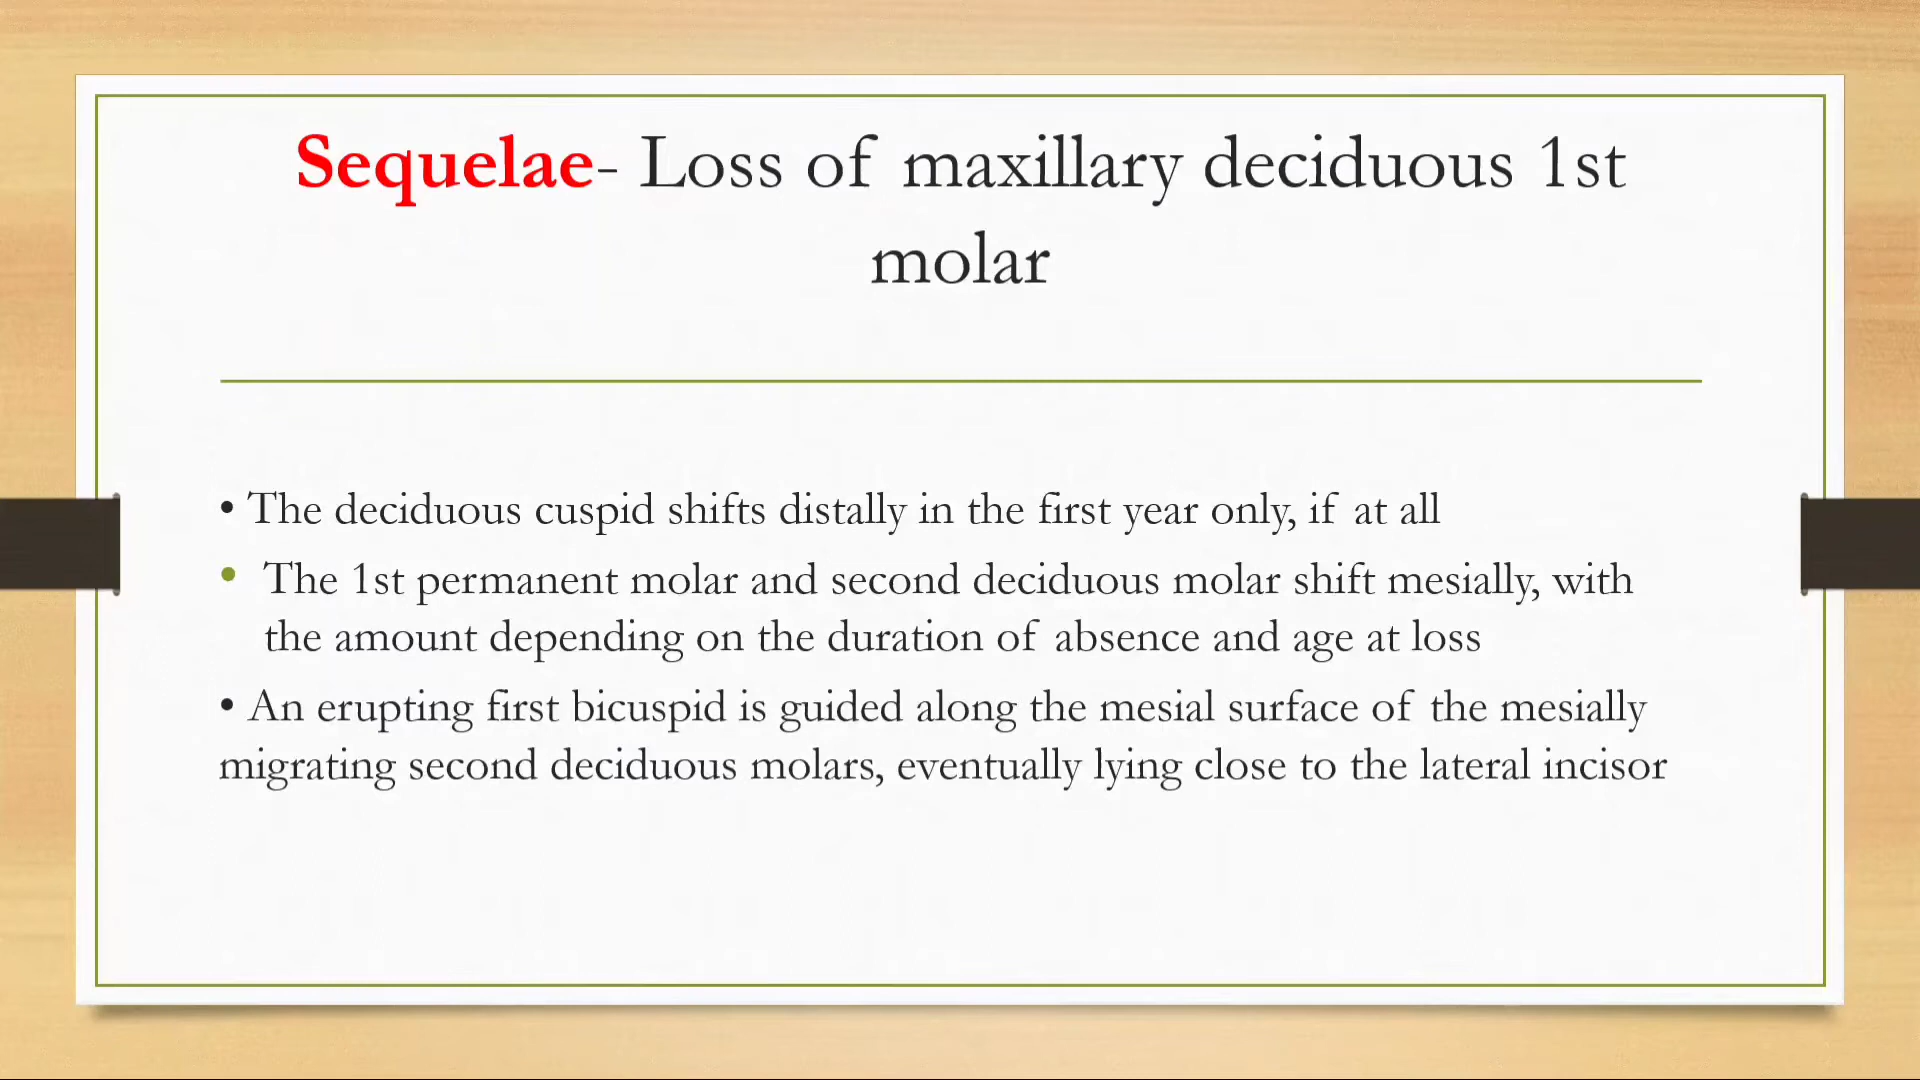 Sequelae- Loss of maxillary deciduous 1st
molar
• The deciduous cuspid shifts distally in the first year only, if at all
• The 1st permanent molar and second deciduous molar shift mesially, with
the amount depending on the duration of absence and age at loss
• An erupting first bicuspid is guided along the mesial surface of the mesially
migrating second deciduous molars, eventually lying close to the lateral incisor